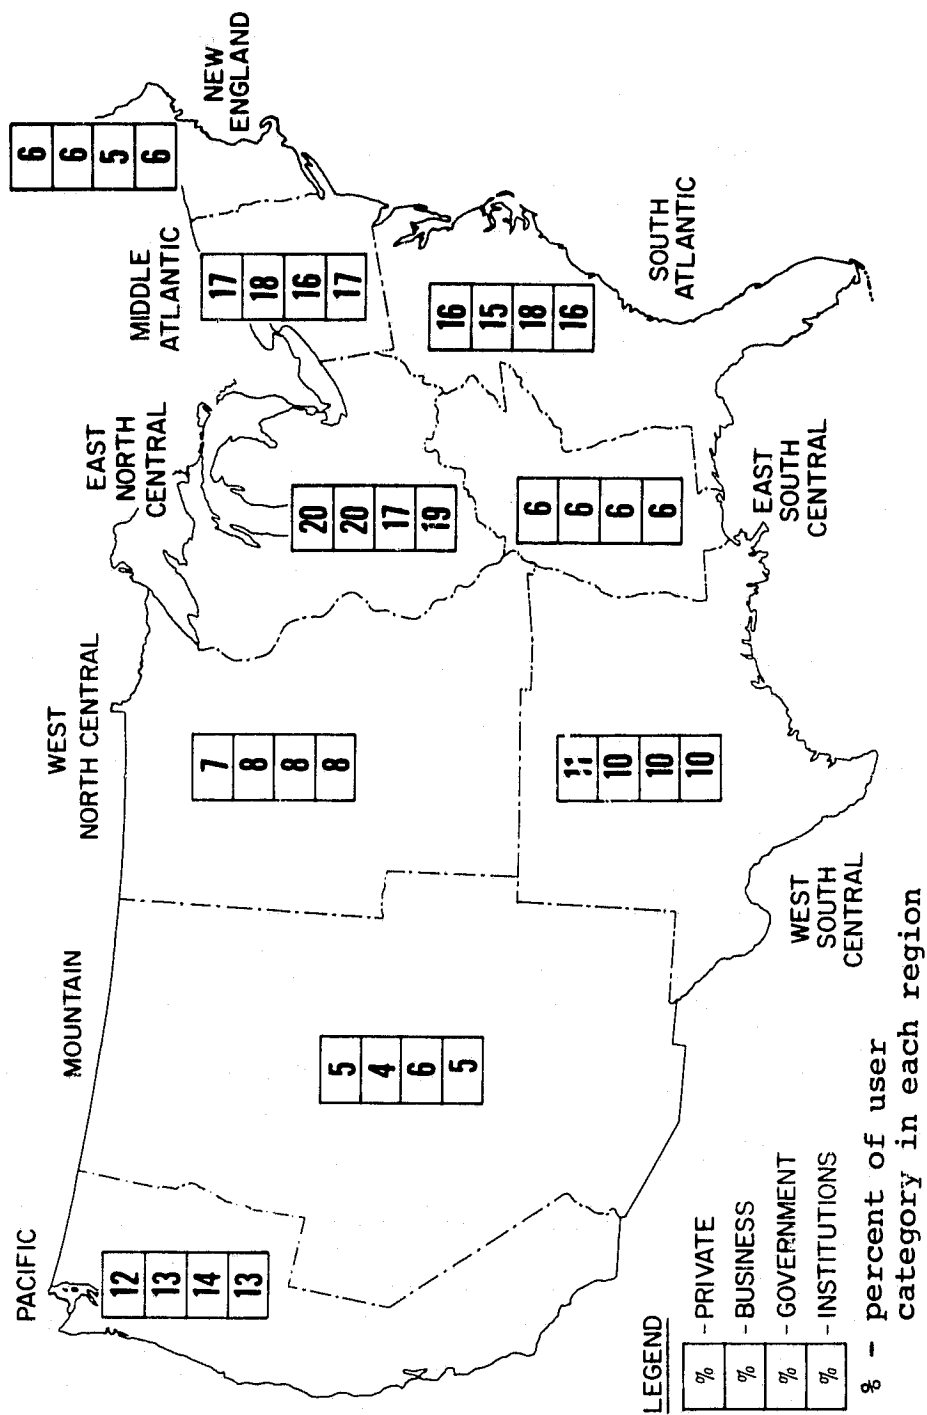 PACIFIC
12
13
14
13
MOUNTAIN
5
4
6
5
WEST
NORTH CENTRAL
7
8
8
8
WEST
SOUTH
CENTRAL
11
10
10
10
EAST
NORTH
CENTRAL
20
20
17
19
EAST
SOUTH
CENTRAL
6
6
6
6
MIDDLE
ATLANTIC
17
18
16
17
SOUTH
ATLANTIC
16
15
18
16
NEW
ENGLAND
6
6
5
6
LEGEND
% - PRIVATE
% - BUSINESS
% - GOVERNMENT
% - INSTITUTIONS
% - percent of user
category in each region